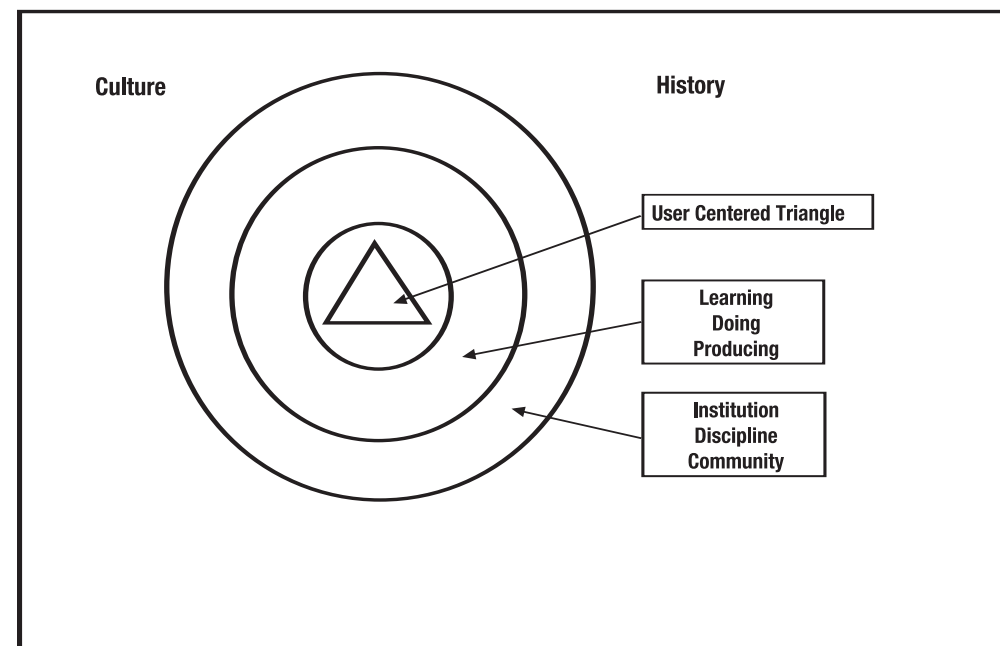 Culture
History
User Centered Triangle
Learning
Doing
Producing
Institution
Discipline
Community